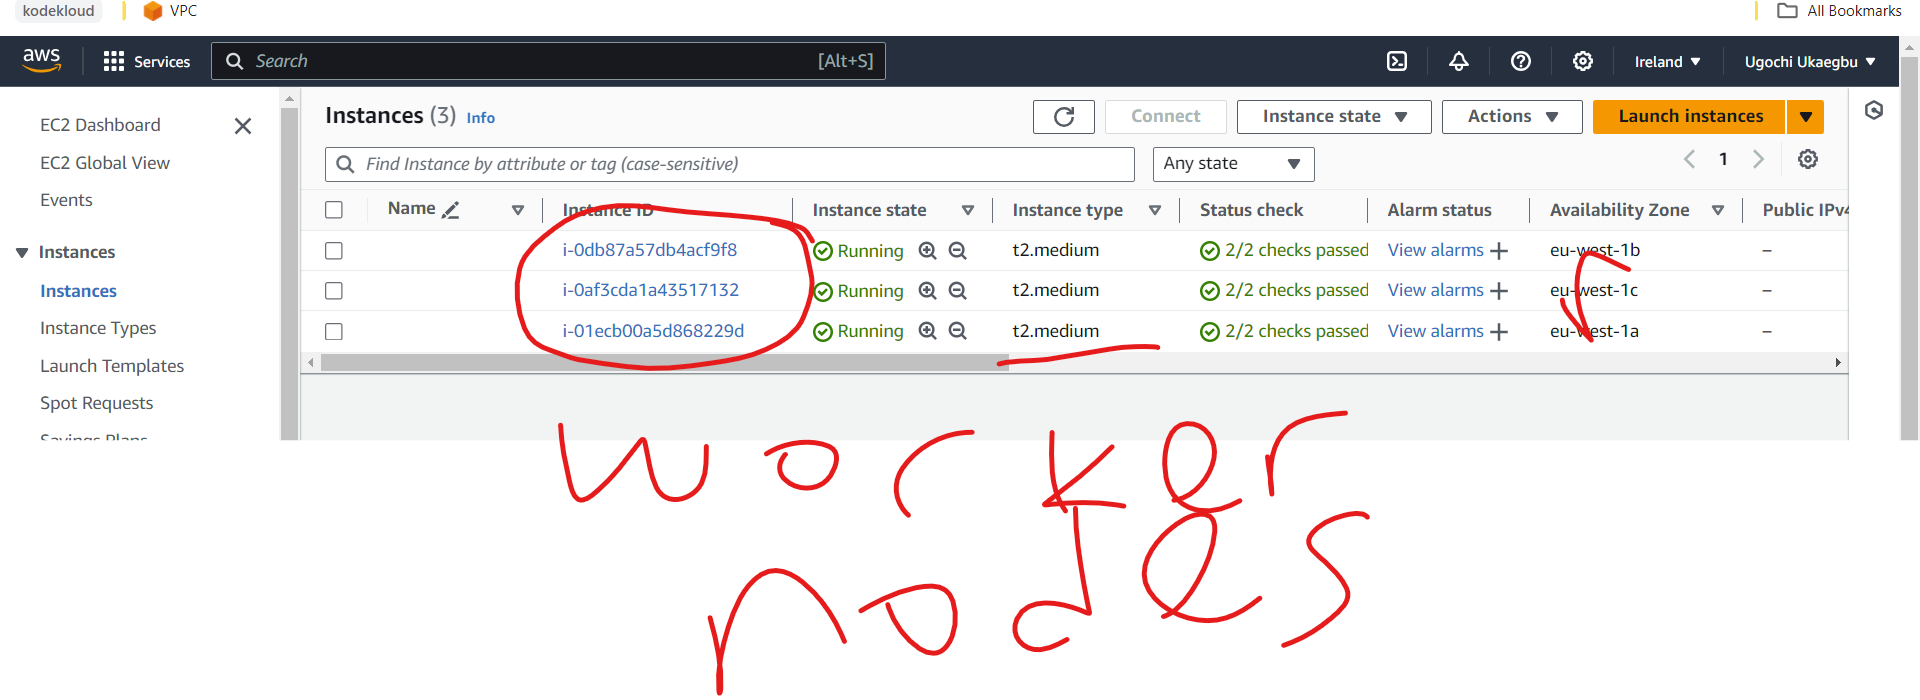 kodekloud VPC All Bookmarks
aws Services Search [Alt+S] Ireland Ugochi Ukaegbu
EC2 Dashboard
EC2 Global View
Events
Instances
Instances
Instance Types
Launch Templates
Spot Requests
Savings Plans
Instances (3) Info Connect Instance state Actions Launch instances
Find Instance by attribute or tag (case-sensitive) Any state 1
Name Instance ID Instance state Instance type Status check Alarm status Availability Zone Public IPv4
i-0db87a57db4acf9f8 Running t2.medium 2/2 checks passed View alarms + eu-west-1b –
i-0af3cda1a43517132 Running t2.medium 2/2 checks passed View alarms + eu-west-1c –
i-01ecb00a5d868229d Running t2.medium 2/2 checks passed View alarms + eu-west-1a –
worker
nodes